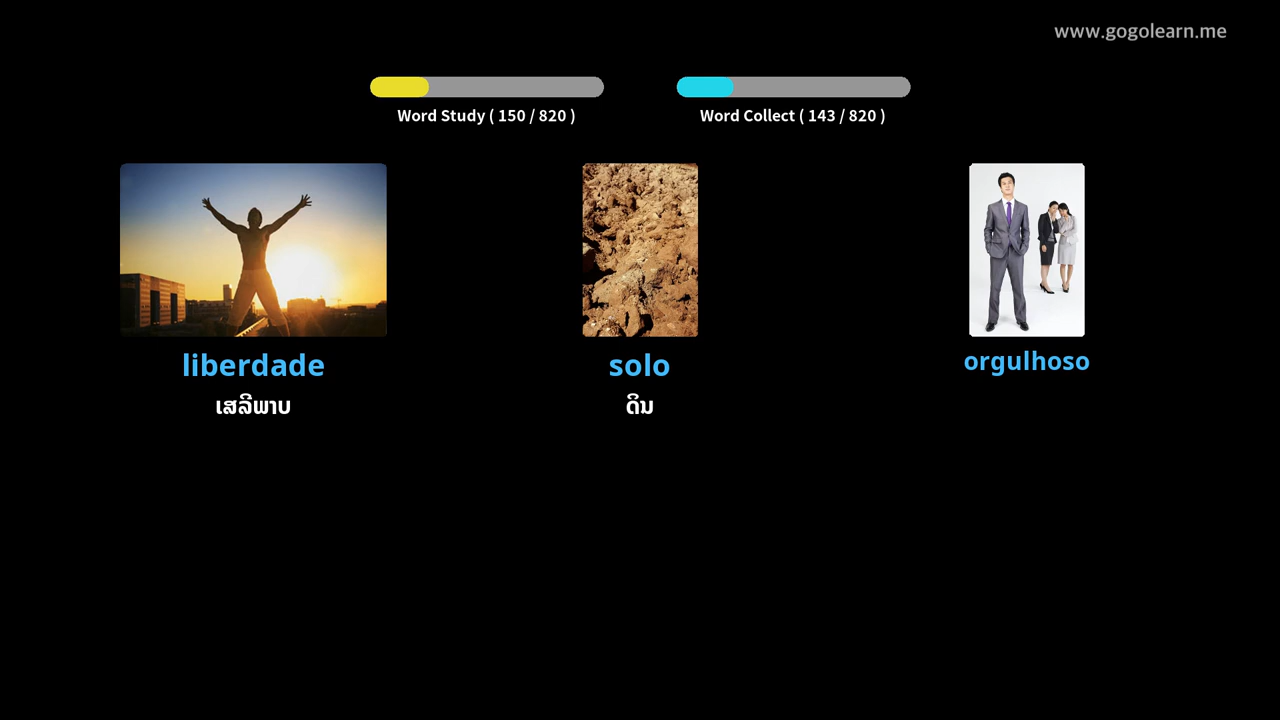 www.gogolearn.me
Word Study ( 150 / 820 )
Word Collect ( 143 / 820 )
liberdade
ເສລີພາບ
solo
ດິນ
orgulhoso